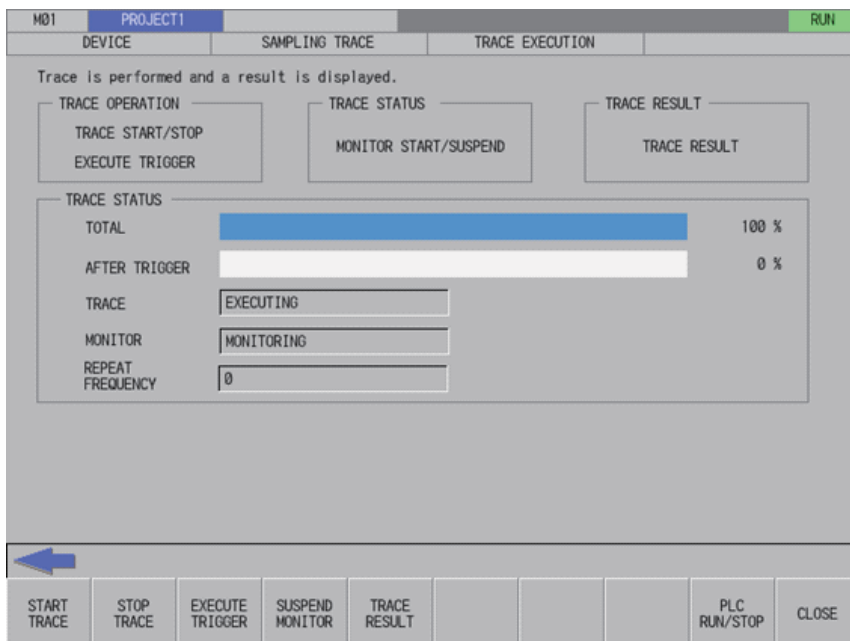 MØ1 PROJECT1 RUN
DEVICE SAMPLING TRACE TRACE EXECUTION
Trace is performed and a result is displayed.
TRACE OPERATION TRACE STATUS TRACE RESULT
TRACE START/STOP
MONITOR START/SUSPEND TRACE RESULT
EXECUTE TRIGGER
TRACE STATUS
TOTAL 100 %
AFTER TRIGGER 0 %
TRACE EXECUTING
MONITOR MONITORING
REPEAT
FREQUENCY 0
START STOP EXECUTE SUSPEND TRACE PLC
TRACE TRACE TRIGGER MONITOR RESULT RUN/STOP CLOSE